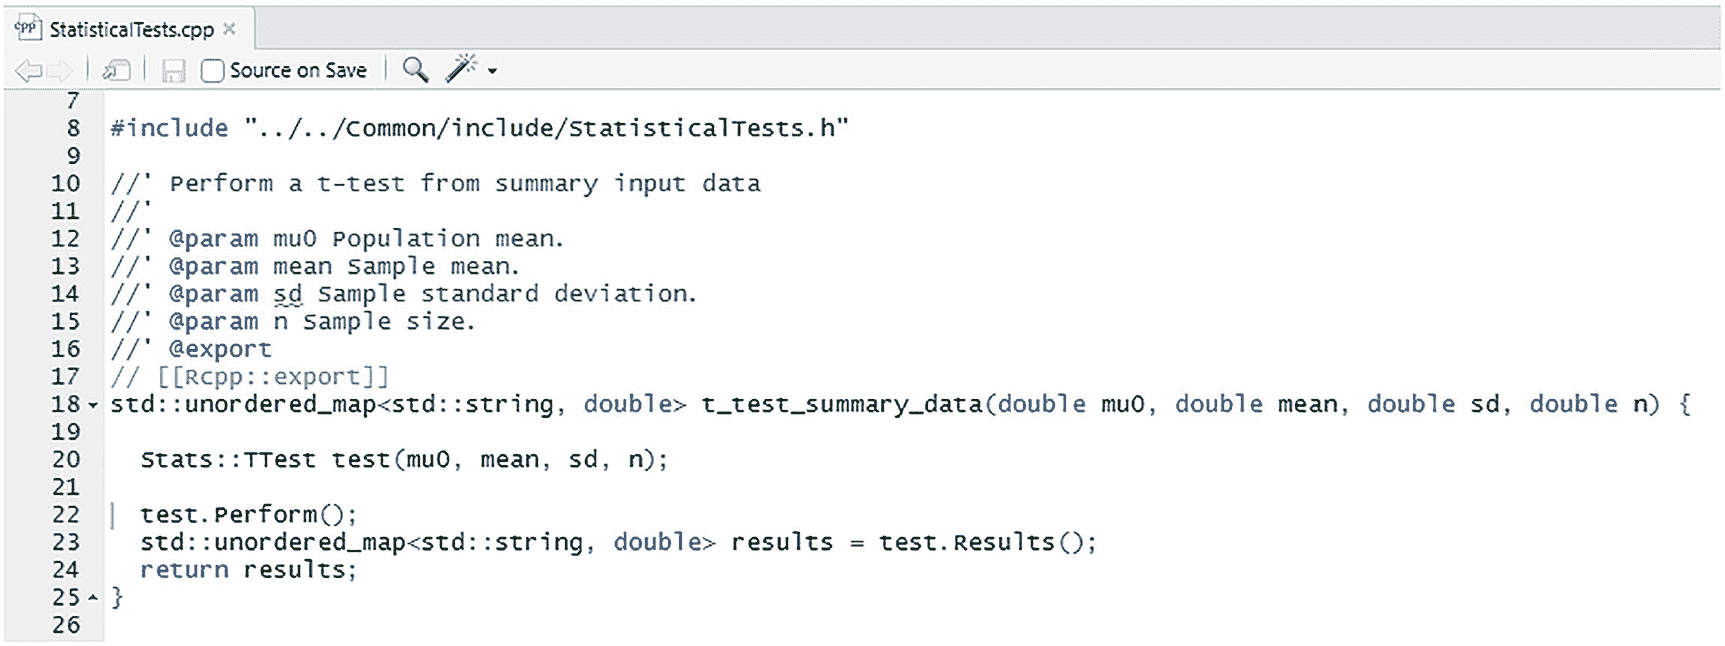 cpp StatisticalTests.cpp
Source on Save
7
8 #include "../../Common/include/StatisticalTests.h"
9
10 //' Perform a t-test from summary input data
11 //'
12 //' @param mu0 Population mean.
13 //' @param mean Sample mean.
14 //' @param sd Sample standard deviation.
15 //' @param n Sample size.
16 //' @export
17 // [[Rcpp::export]]
18 std::unordered_map<std::string, double> t_test_summary_data(double mu0, double mean, double sd, double n) {
19
20   Stats::TTest test(mu0, mean, sd, n);
21
22   test.Perform();
23   std::unordered_map<std::string, double> results = test.Results();
24   return results;
25 }
26